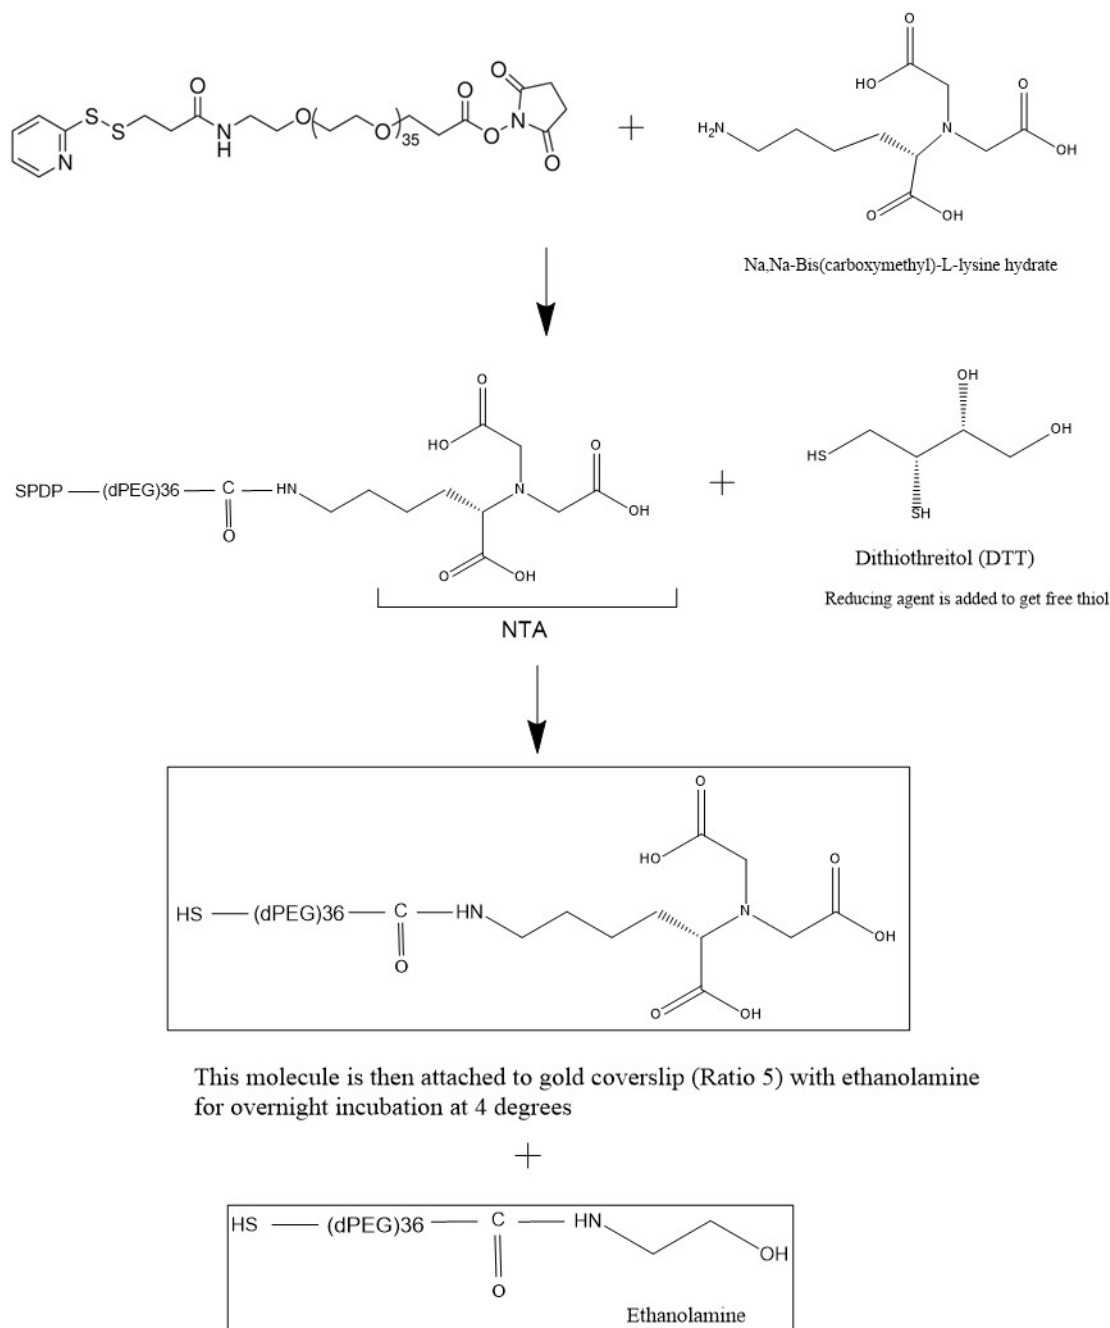 O
O
HO
O
O
S
S
N
N
H
O
O
35
O
O
N
O
O
+
H₂N
N
O
OH
O
OH
Na,Na-Bis(carboxymethyl)-L-lysine hydrate
O
HO
O
OH
OH
SPDP — (dPEG)36 — C — HN
O
N
OH
O
OH
+
HS
SH
Dithiothreitol (DTT)
Reducing agent is added to get free thiol
NTA
O
HO
O
HS — (dPEG)36 — C — HN
N
OH
O
O
OH
This molecule is then attached to gold coverslip (Ratio 5) with ethanolamine
for overnight incubation at 4 degrees
+
HS — (dPEG)36 — C — HN
OH
O
Ethanolamine